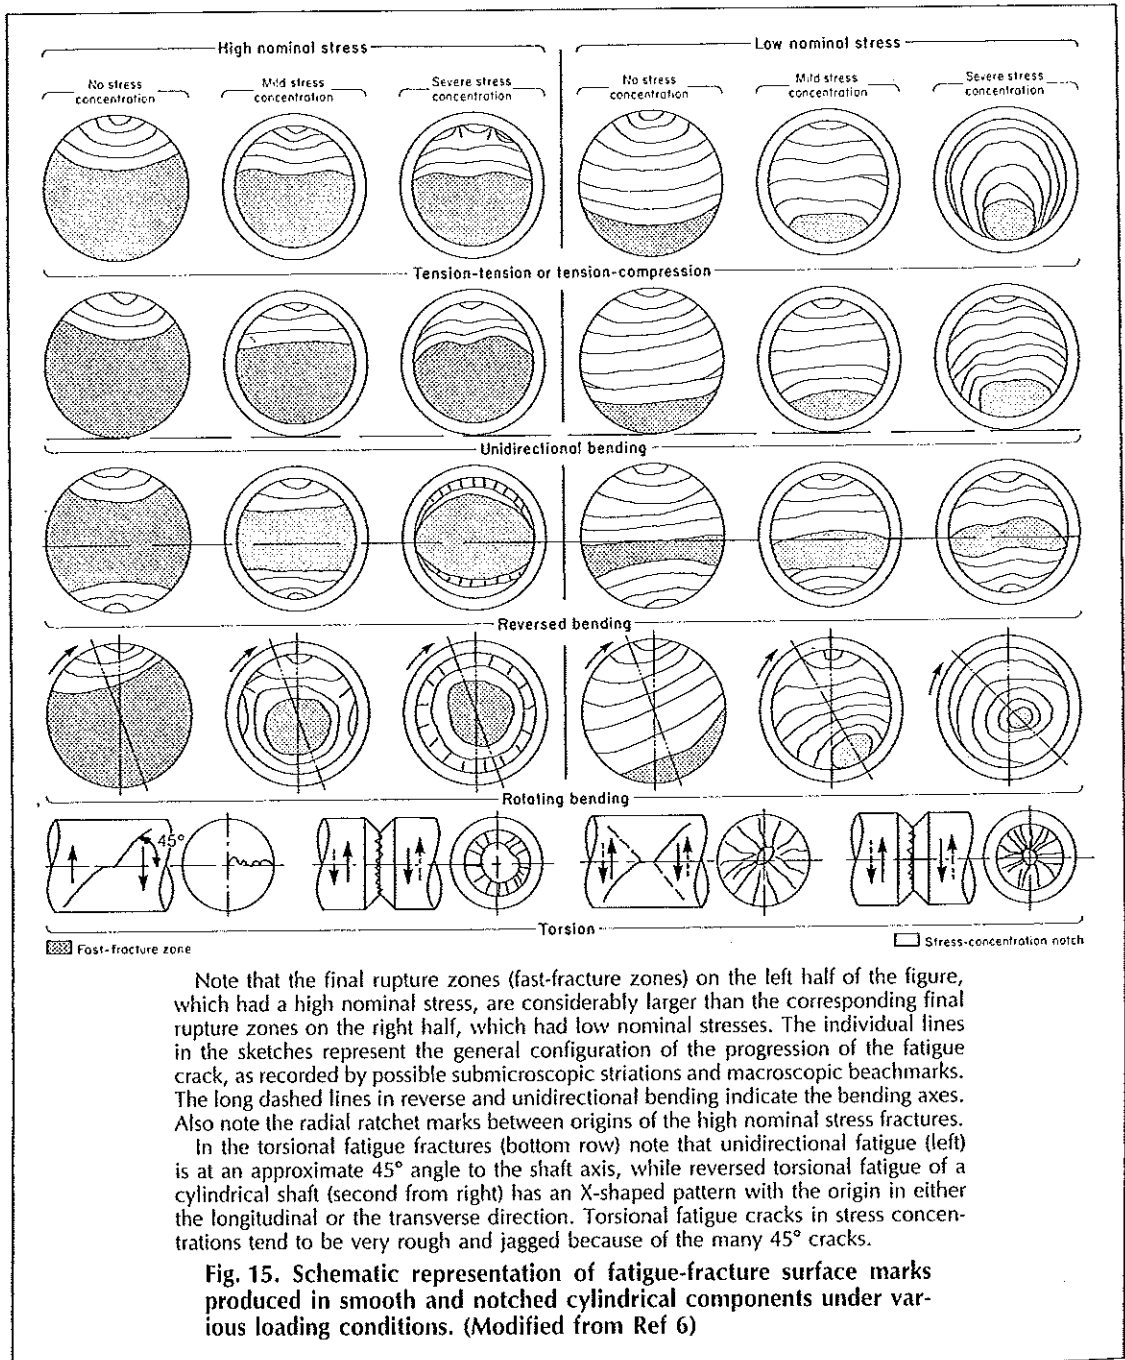 High nominal stress
Low nominal stress
No stress
concentration
Mild stress
concentration
Severe stress
concentration
No stress
concentration
Mild stress
concentration
Severe stress
concentration
Tension-tension or tension-compression
Unidirectional bending
Reversed bending
Rotating bending
45°
Torsion
Fast-fracture zone
Stress-concentration notch
Note that the final rupture zones (fast-fracture zones) on the left half of the figure,
which had a high nominal stress, are considerably larger than the corresponding final
rupture zones on the right half, which had low nominal stresses. The individual lines
in the sketches represent the general configuration of the progression of the fatigue
crack, as recorded by possible submicroscopic striations and macroscopic beachmarks.
The long dashed lines in reverse and unidirectional bending indicate the bending axes.
Also note the radial ratchet marks between origins of the high nominal stress fractures.
In the torsional fatigue fractures (bottom row) note that unidirectional fatigue (left)
is at an approximate 45° angle to the shaft axis, while reversed torsional fatigue of a
cylindrical shaft (second from right) has an X-shaped pattern with the origin in either
the longitudinal or the transverse direction. Torsional fatigue cracks in stress concen-
trations tend to be very rough and jagged because of the many 45° cracks.
Fig. 15. Schematic representation of fatigue-fracture surface marks
produced in smooth and notched cylindrical components under var-
ious loading conditions. (Modified from Ref 6)